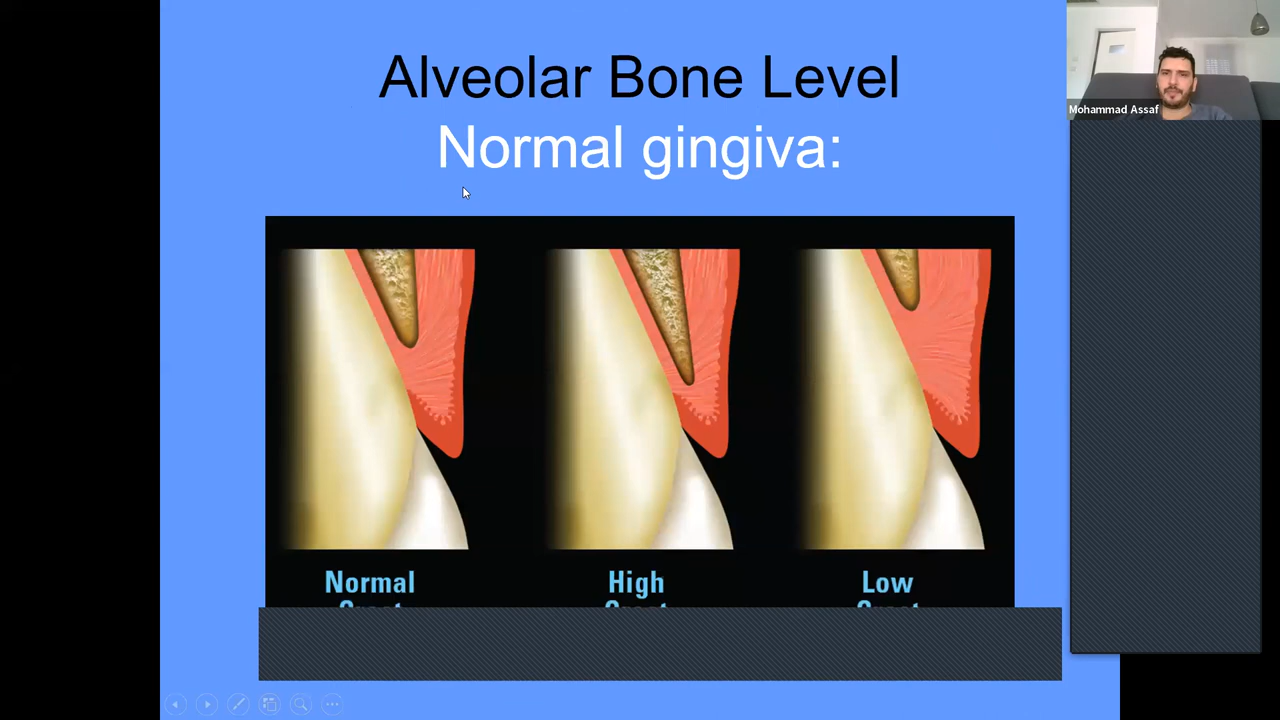 Alveolar Bone Level
Normal gingiva:
Mohammad Assaf
Normal High Low